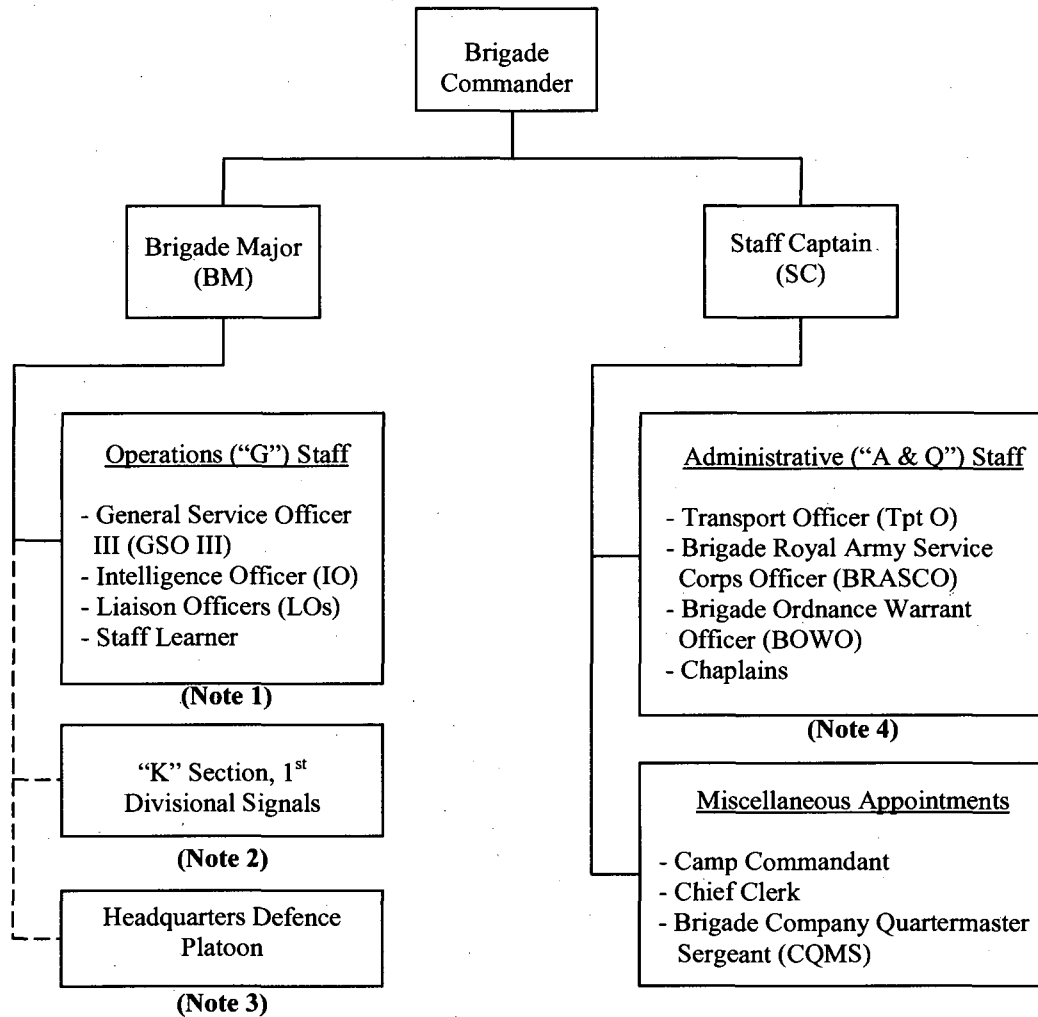 Brigade
Commander
Brigade Major
(BM)
Staff Captain
(SC)
Operations (“G”) Staff
- General Service Officer
III (GSO III)
- Intelligence Officer (IO)
- Liaison Officers (LOs)
- Staff Learner
(Note 1)
“K” Section, 1st
Divisional Signals
(Note 2)
Headquarters Defence
Platoon
(Note 3)
Administrative (“A & Q”) Staff
- Transport Officer (Tpt O)
- Brigade Royal Army Service
Corps Officer (BRASCO)
- Brigade Ordnance Warrant
Officer (BOWO)
- Chaplains
(Note 4)
Miscellaneous Appointments
- Camp Commandant
- Chief Clerk
- Brigade Company Quartermaster
Sergeant (CQMS)